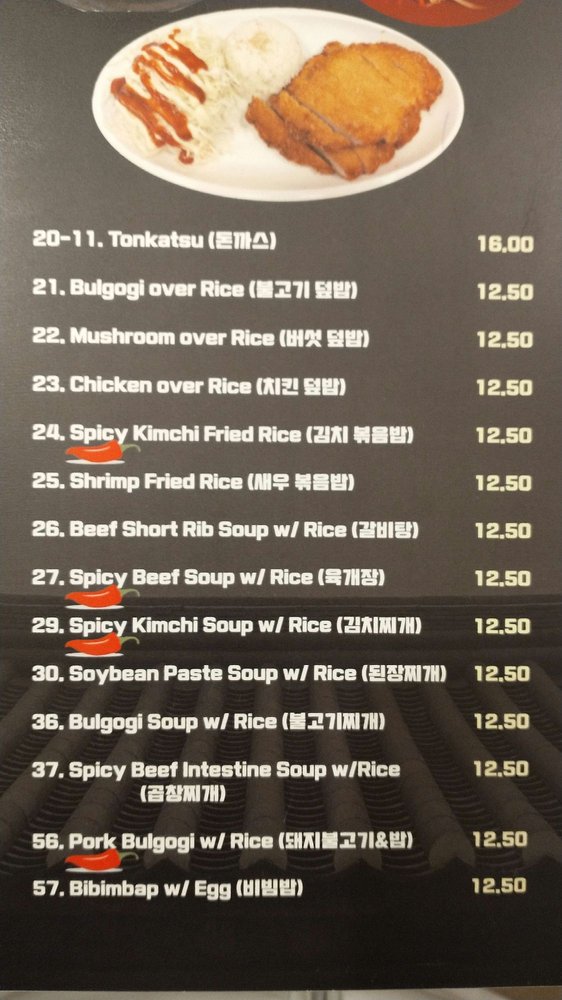 20-11. Tonkatsu (돈까스) 16.00
21. Bulgogi over Rice (불고기 덮밥) 12.50
22. Mushroom over Rice (버섯 덮밥) 12.50
23. Chicken over Rice (치킨 덮밥) 12.50
24. Spicy Kimchi Fried Rice (김치 볶음밥) 12.50
25. Shrimp Fried Rice (새우 볶음밥) 12.50
26. Beef Short Rib Soup w/ Rice (갈비탕) 12.50
27. Spicy Beef Soup w/ Rice (육개장) 12.50
29. Spicy Kimchi Soup w/ Rice (김치찌개) 12.50
30. Soybean Paste Soup w/ Rice (된장찌개) 12.50
36. Bulgogi Soup w/ Rice (불고기찌개) 12.50
37. Spicy Beef Intestine Soup w/Rice 12.50
(곱창찌개)
56. Pork Bulgogi w/ Rice (돼지불고기&밥) 12.50
57. Bibimbap w/ Egg (비빔밥) 12.50